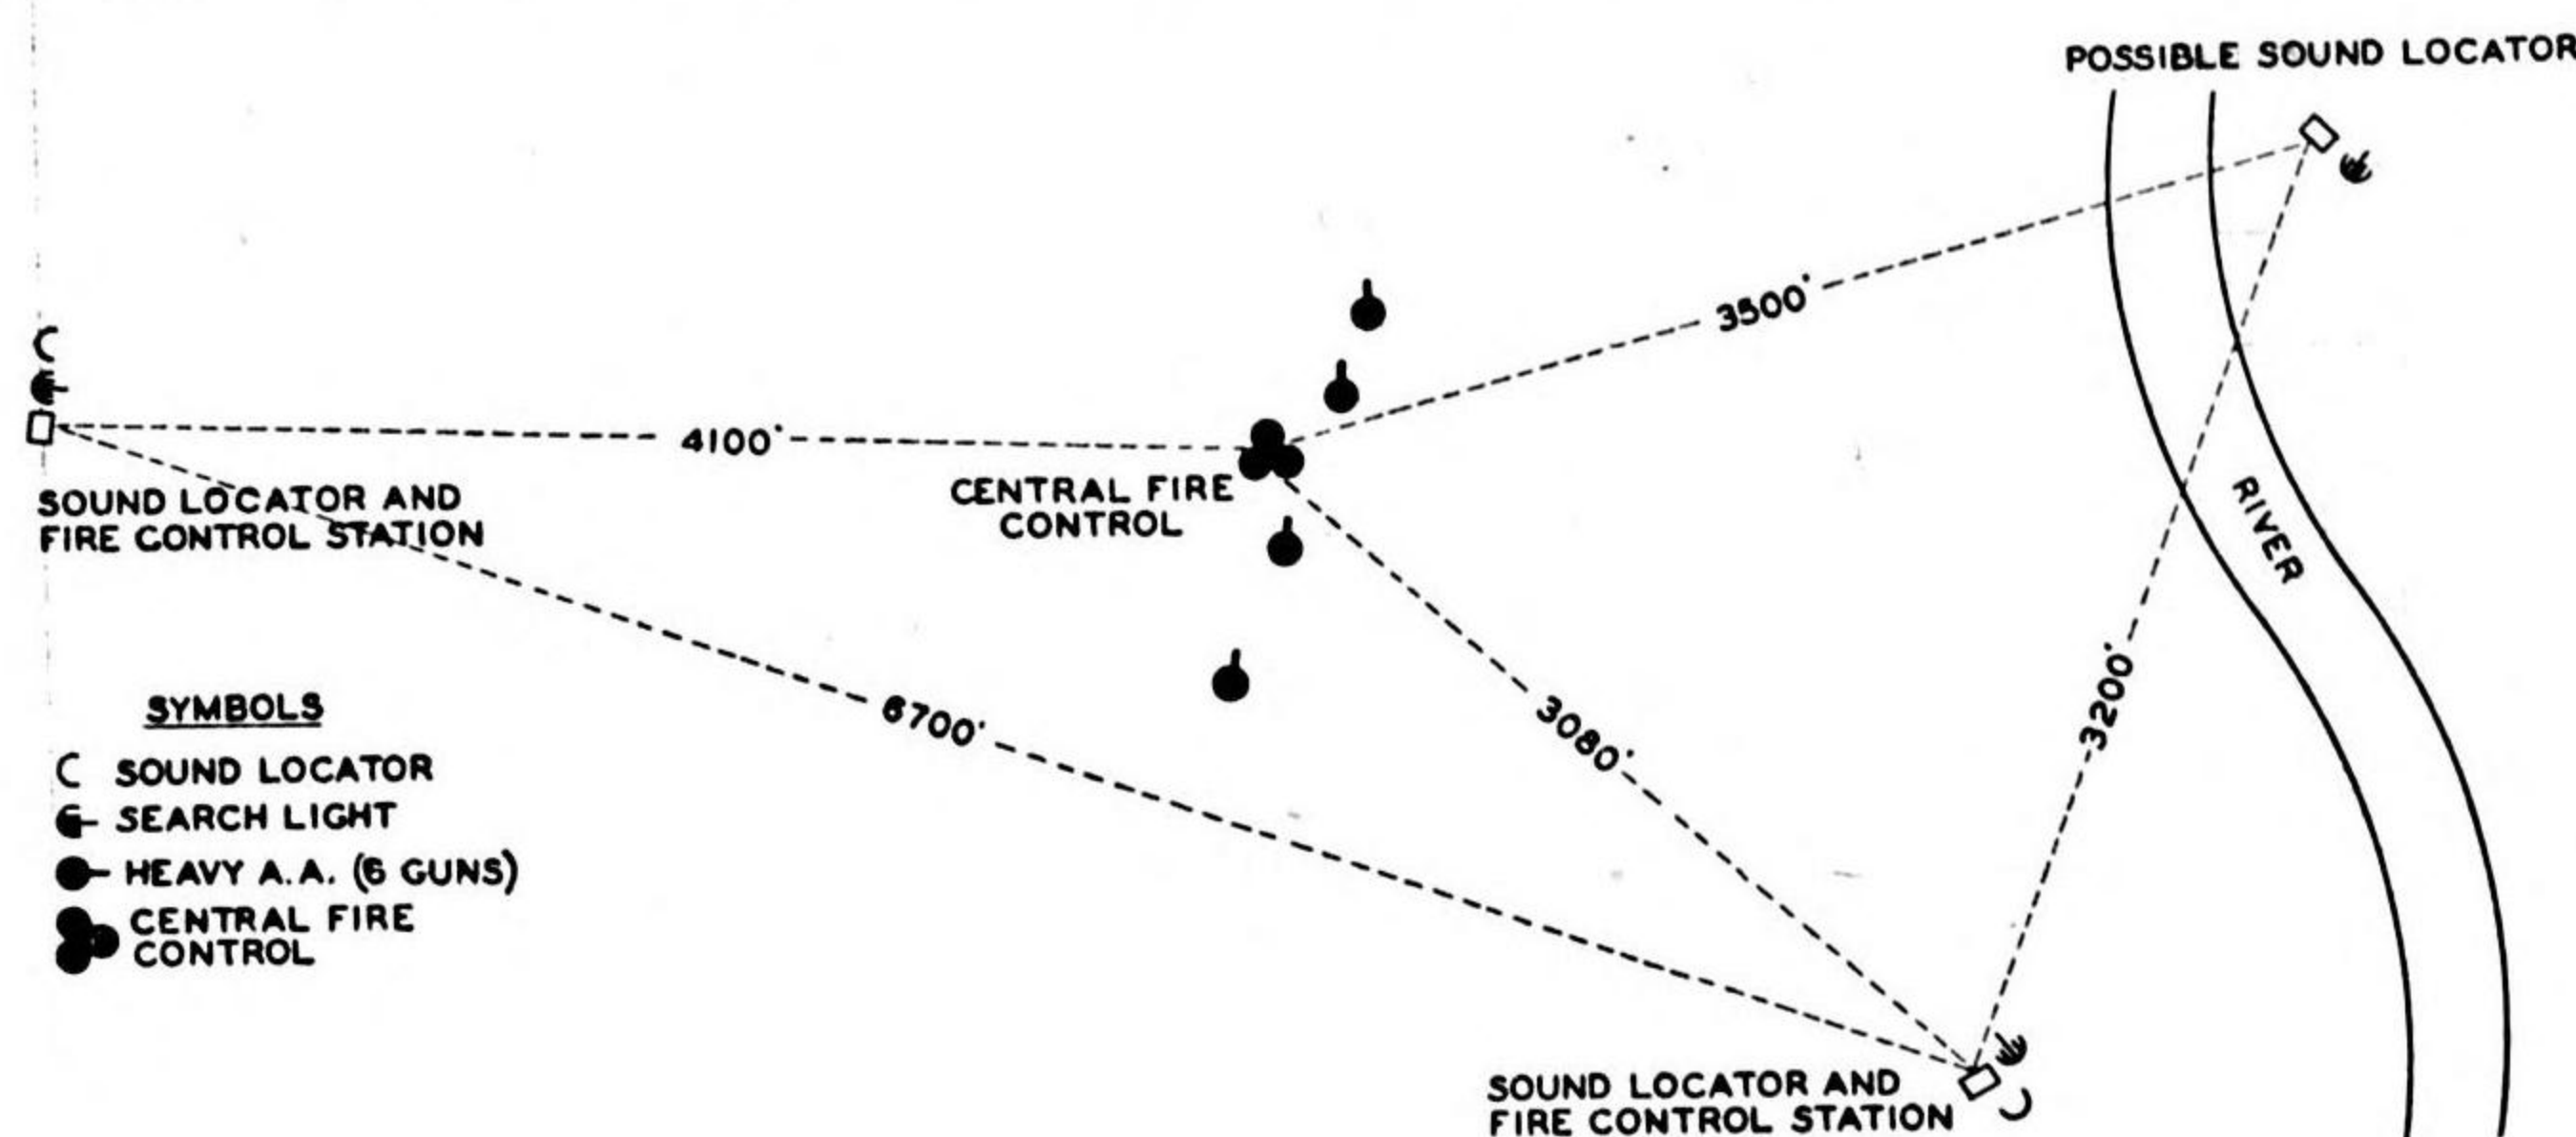 POSSIBLE SOUND LOCATOR
3500'
4100'
CENTRAL FIRE
CONTROL
SOUND LOCATOR AND
FIRE CONTROL STATION
RIVER
3200'
6700'
3080'
SYMBOLS
SOUND LOCATOR
SEARCH LIGHT
HEAVY A.A. (6 GUNS)
CENTRAL FIRE
CONTROL
SOUND LOCATOR AND
FIRE CONTROL STATION